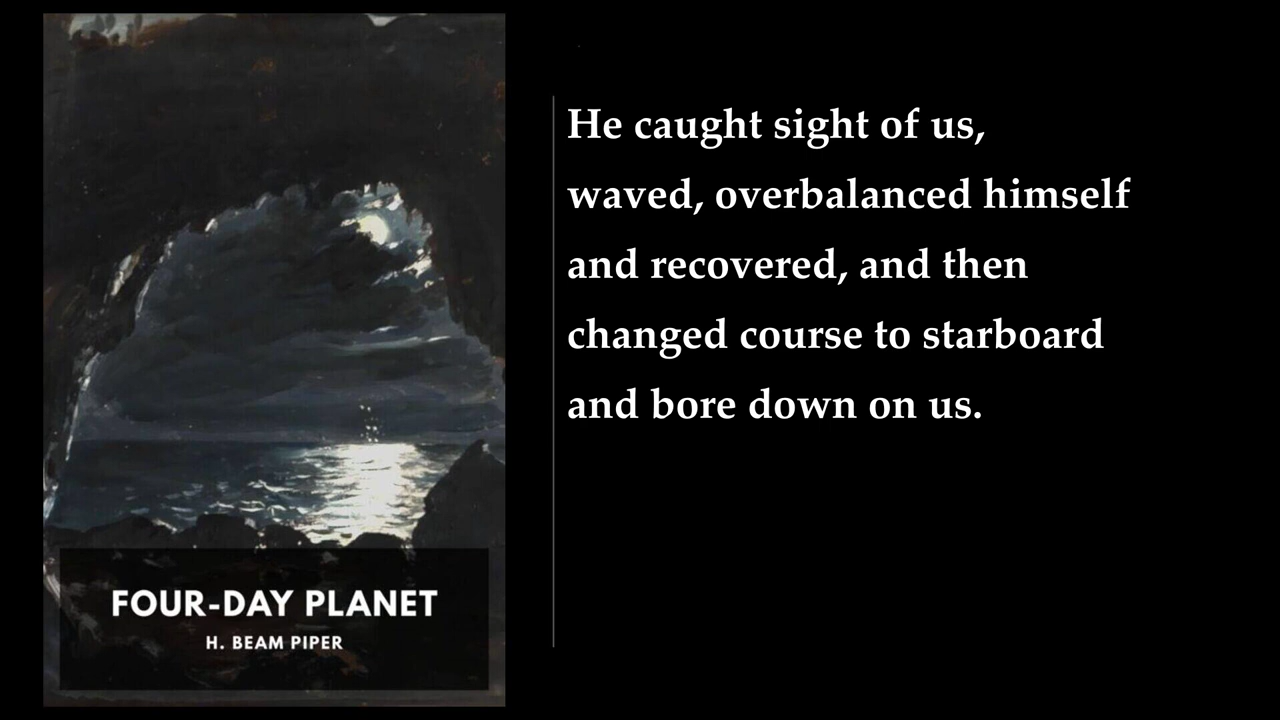 He caught sight of us,
waved, overbalanced himself
and recovered, and then
changed course to starboard
and bore down on us.
FOUR-DAY PLANET
H. BEAM PIPER